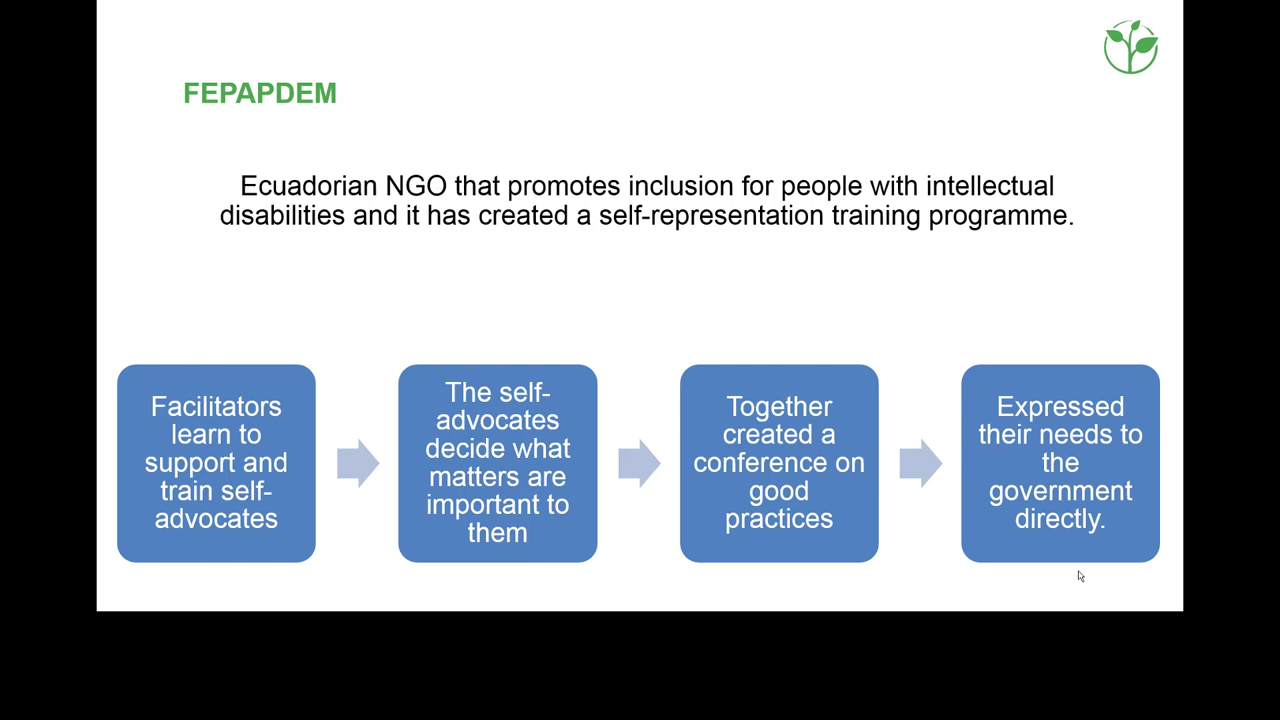 FEPAPDEM
Ecuadorian NGO that promotes inclusion for people with intellectual
disabilities and it has created a self-representation training programme.
Facilitators
learn to
support and
train self-
advocates
The self-
advocates
decide what
matters are
important to
them
Together
created a
conference on
good
practices
Expressed
their needs to
the
government
directly.